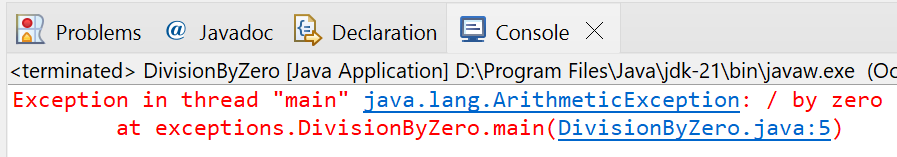 Problems @ Javadoc Declaration Console
<terminated> DivisionByZero [Java Application] D:\Program Files\Java\jdk-21\bin\javaw.exe (Oc
Exception in thread "main" java.lang.ArithmeticException: / by zero
at exceptions.DivisionByZero.main(DivisionByZero.java:5)